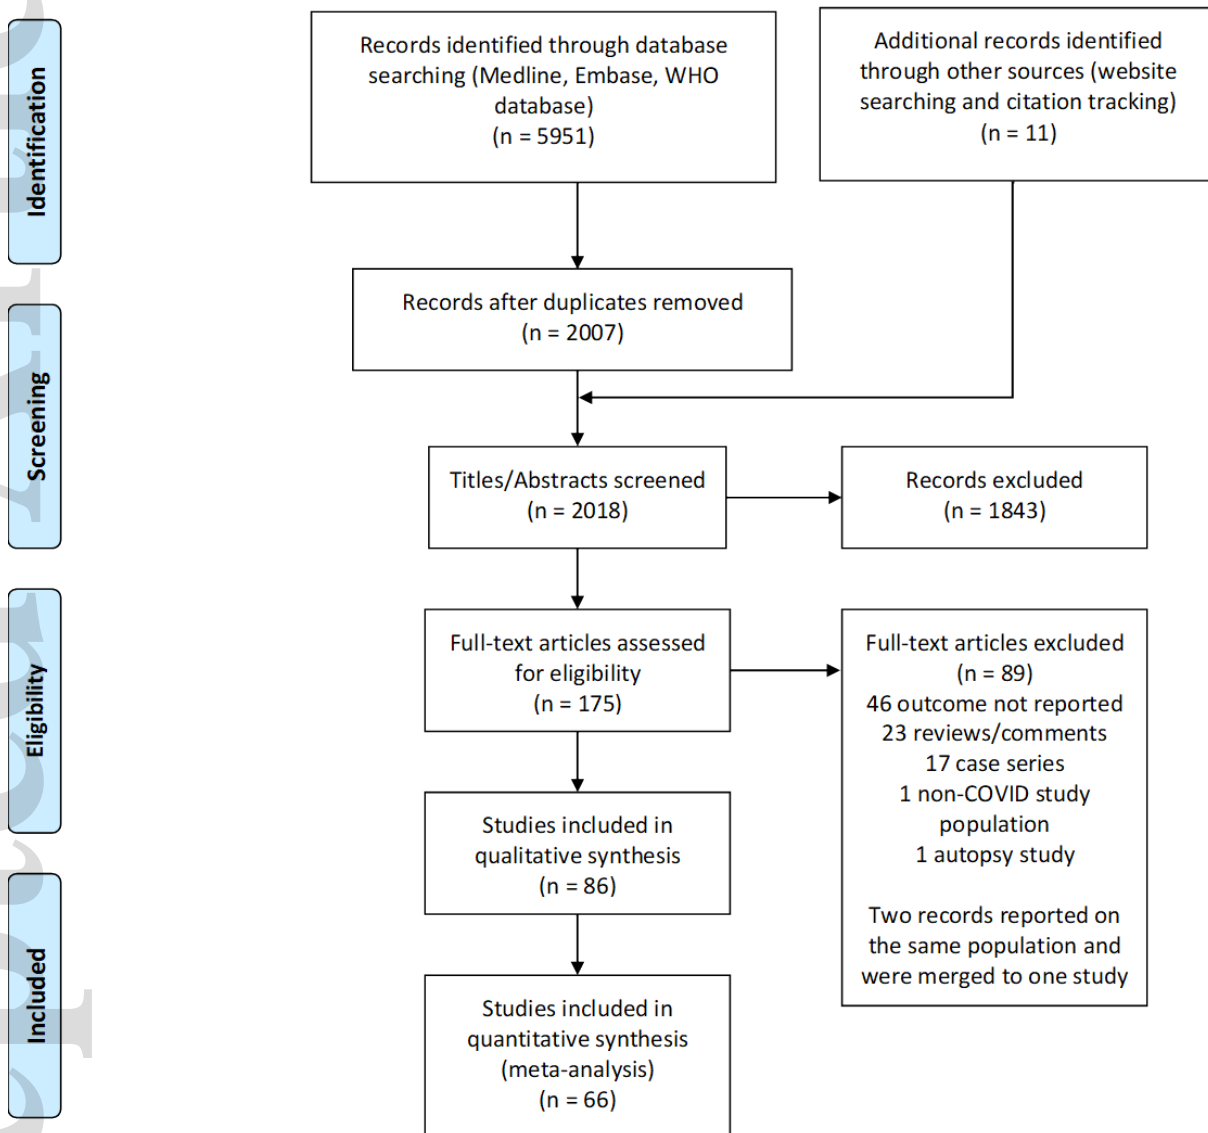 Identification
Records identified through database
searching (Medline, Embase, WHO
database)
(n = 5951)
Additional records identified
through other sources (website
searching and citation tracking)
(n = 11)
Screening
Records after duplicates removed
(n = 2007)
Titles/Abstracts screened
(n = 2018)
Records excluded
(n = 1843)
Eligibility
Full-text articles assessed
for eligibility
(n = 175)
Full-text articles excluded
(n = 89)
46 outcome not reported
23 reviews/comments
17 case series
1 non-COVID study
population
1 autopsy study
Two records reported on
the same population and
were merged to one study
Studies included in
qualitative synthesis
(n = 86)
Included
Studies included in
quantitative synthesis
(meta-analysis)
(n = 66)